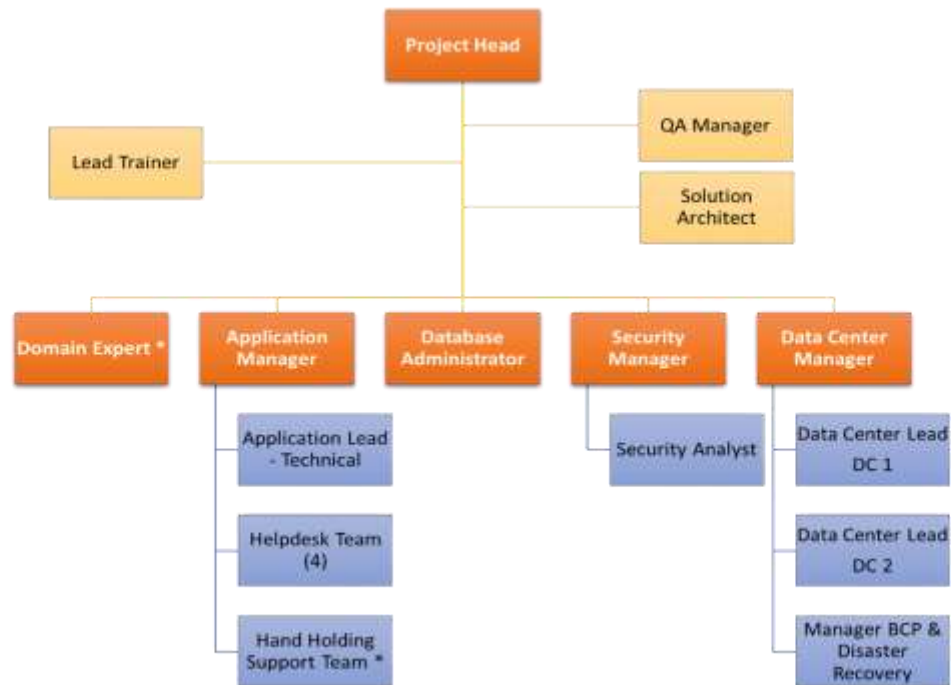 Project Head
QA Manager
Lead Trainer
Solution
Architect
Domain Expert *
Application
Manager
Database
Administrator
Security
Manager
Data Center
Manager
Application Lead
- Technical
Security Analyst
Data Center Lead
DC 1
Helpdesk Team
(4)
Data Center Lead
DC 2
Hand Holding
Support Team *
Manager BCP &
Disaster
Recovery